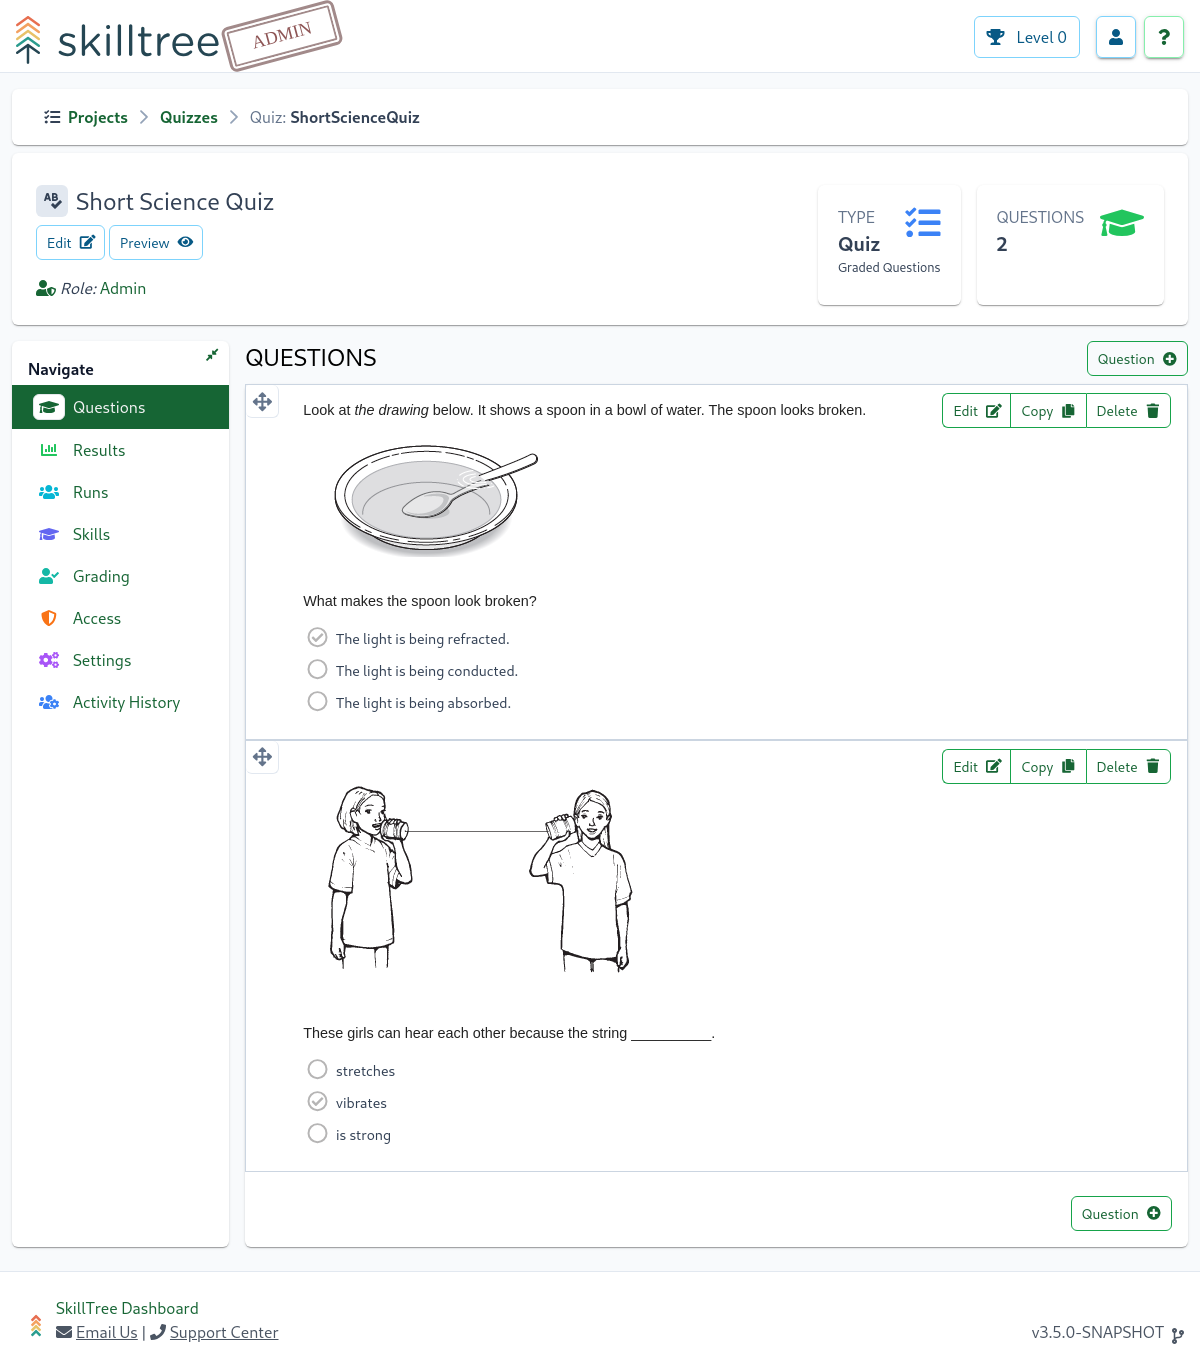 skilltree ADMIN Level 0 ?
Projects Quizzes Quiz: ShortScienceQuiz
AB Short Science Quiz
Edit Preview
Role: Admin
TYPE
Quiz
Graded Questions
QUESTIONS
2
Navigate
Questions
Results
Runs
Skills
Grading
Access
Settings
Activity History
QUESTIONS Question
Look at the drawing below. It shows a spoon in a bowl of water. The spoon looks broken.
Edit Copy Delete
What makes the spoon look broken?
The light is being refracted.
The light is being conducted.
The light is being absorbed.
Edit Copy Delete
These girls can hear each other because the string __________.
stretches
vibrates
is strong
Question
SkillTree Dashboard
Email Us | Support Center
v3.5.0-SNAPSHOT